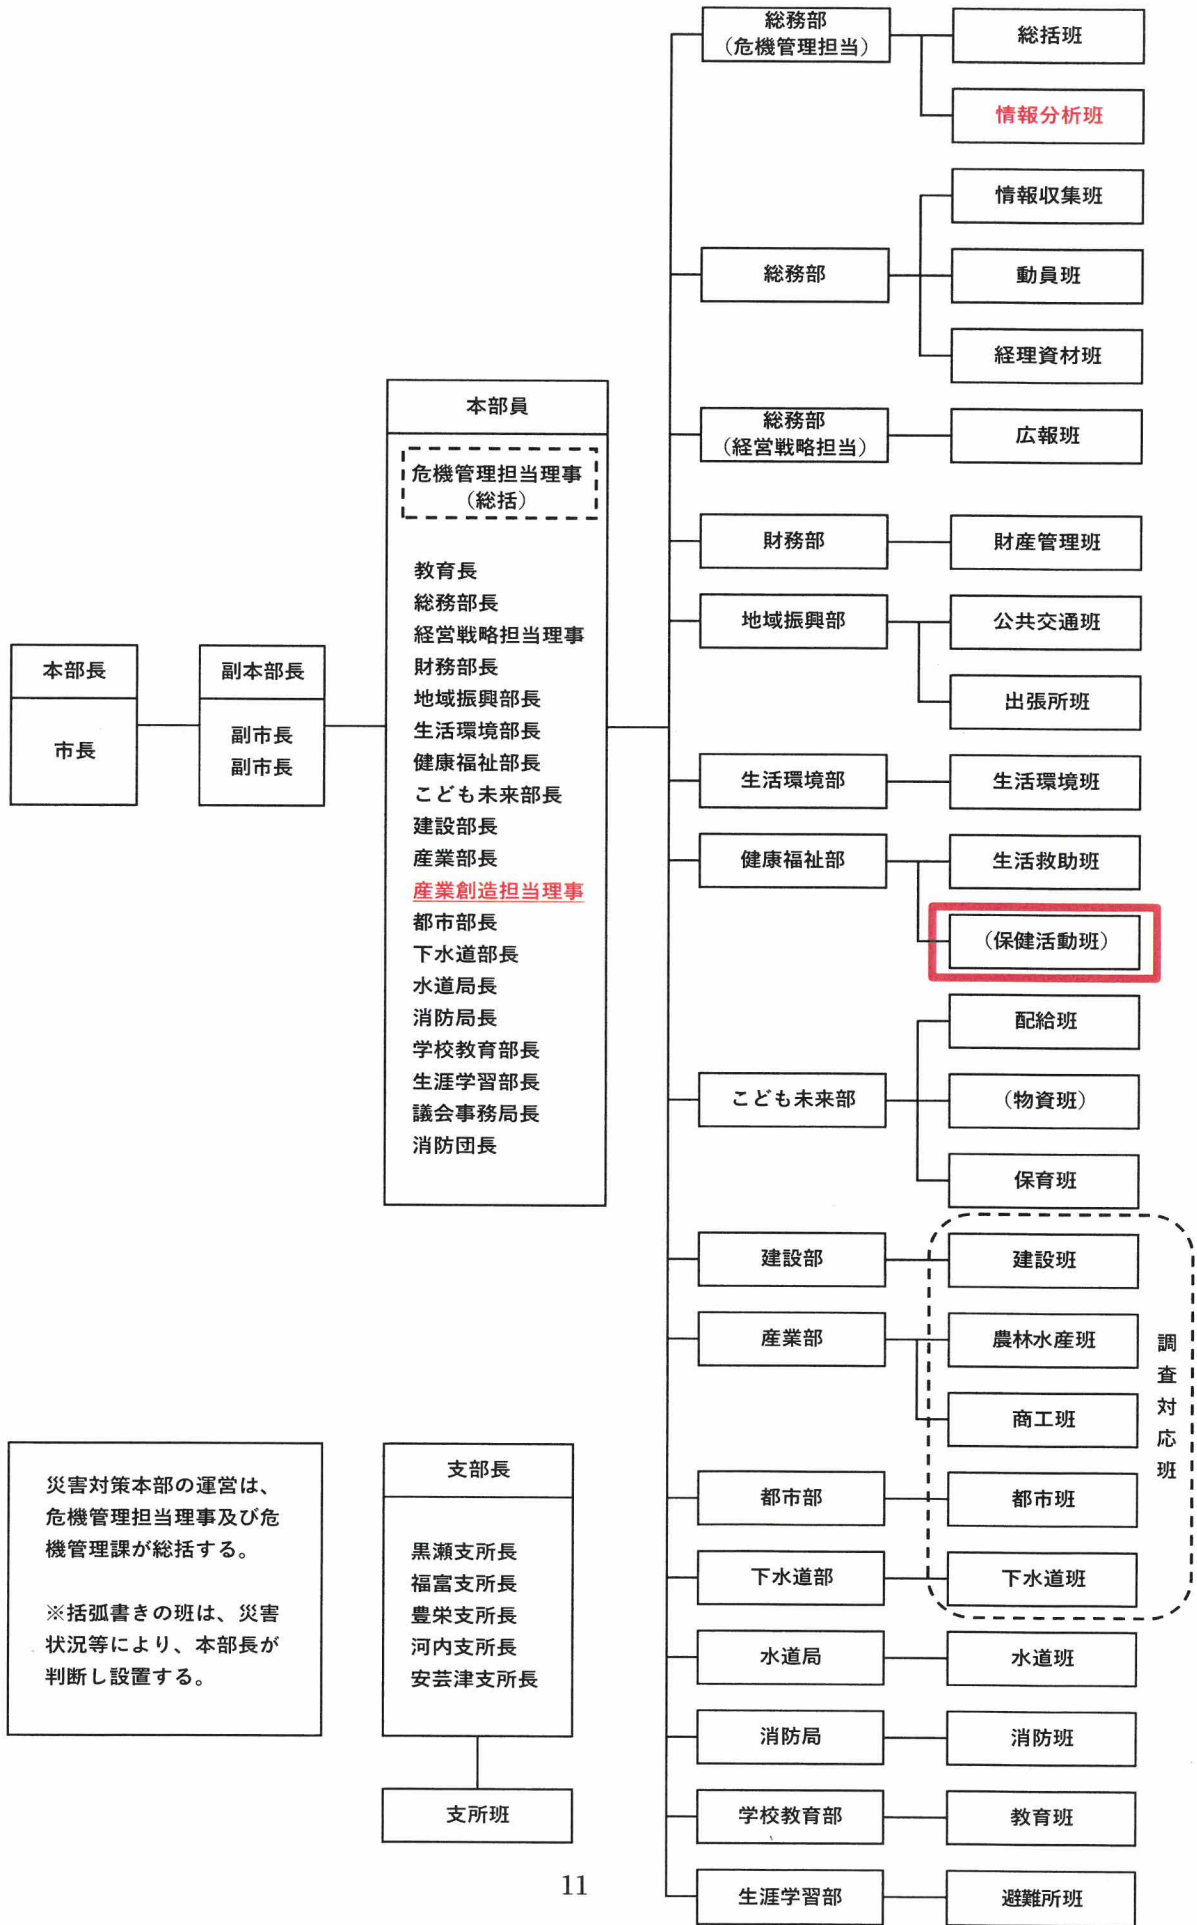 本部長
市長
副本部長
副市長
副市長
本部員
危機管理担当理事
（総括）
教育長
総務部長
経営戦略担当理事
財務部長
地域振興部長
生活環境部長
健康福祉部長
こども未来部長
建設部長
産業部長
産業創造担当理事
都市部長
下水道部長
水道局長
消防局長
学校教育部長
生涯学習部長
議会事務局長
消防団長
総務部
（危機管理担当）
総括班
情報分析班
総務部
情報収集班
動員班
経理資材班
総務部
（経営戦略担当）
広報班
財務部
財産管理班
地域振興部
公共交通班
出張所班
生活環境部
生活環境班
健康福祉部
生活救助班
（保健活動班）
こども未来部
配給班
（物資班）
保育班
建設部
建設班
産業部
農林水産班
商工班
都市部
都市班
下水道部
下水道班
調査対応班
水道局
水道班
消防局
消防班
学校教育部
教育班
生涯学習部
避難所班
災害対策本部の運営は、
危機管理担当理事及び危
機管理課が総括する。
※括弧書きの班は、災害
状況等により、本部長が
判断し設置する。
支部長
黒瀬支所長
福富支所長
豊栄支所長
河内支所長
安芸津支所長
支所班
11